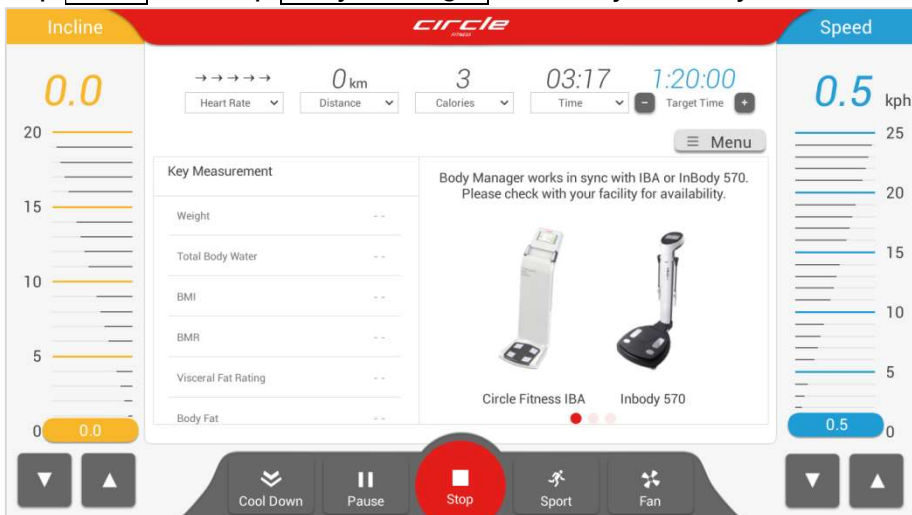 Incline
circle
FITNESS
Speed
0.0
→→→→→
0 km
3
03:17
1:20:00
0.5 kph
Heart Rate
Distance
Calories
Time
- Target Time +
20
25
≡ Menu
Key Measurement
Body Manager works in sync with IBA or InBody 570.
Please check with your facility for availability.
20
15
Weight
- -
Total Body Water
- -
15
10
BMI
- -
10
BMR
- -
5
Visceral Fat Rating
- -
5
Circle Fitness IBA
Inbody 570
Body Fat
- -
0
0.0
0.5
0
Cool Down
Pause
Stop
Sport
Fan